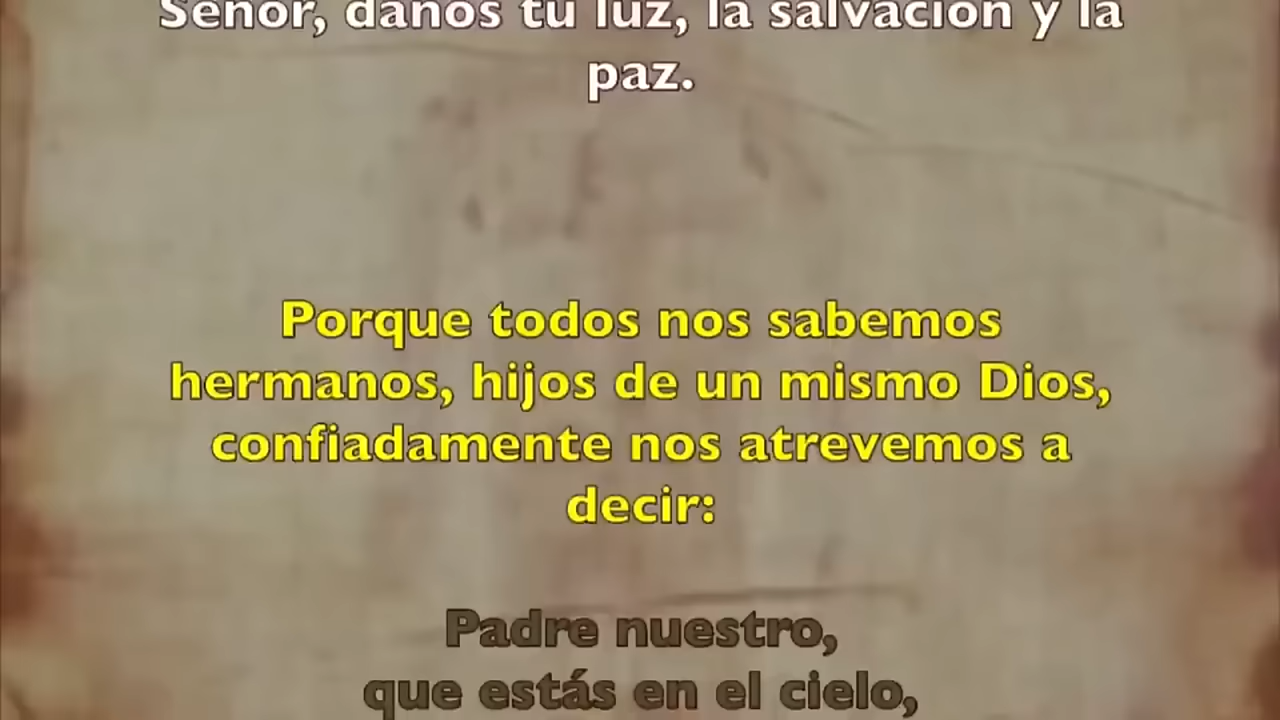 Señor, danos tu luz, la salvación y la
paz.
Porque todos nos sabemos
hermanos, hijos de un mismo Dios,
confiadamente nos atrevemos a
decir:
Padre nuestro,
que estás en el cielo,